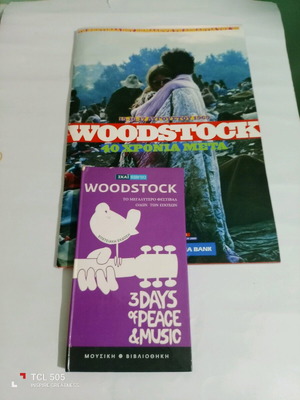 WOODSTOCK
40 ΧΡΟΝΙΑ ΜΕΤΑ
BANK
ΣΚΑΪ
WOODSTOCK
ΤΟ ΜΕΓΑΛΥΤΕΡΟ ΦΕΣΤΙΒΑΛ
ΟΛΩΝ ΤΩΝ ΕΠΟΧΩΝ
3 DAYS
of PEACE
& MUSIC
ΜΟΥΣΙΚΗ ΒΙΒΛΙΟΘΗΚΗ
TCL 505